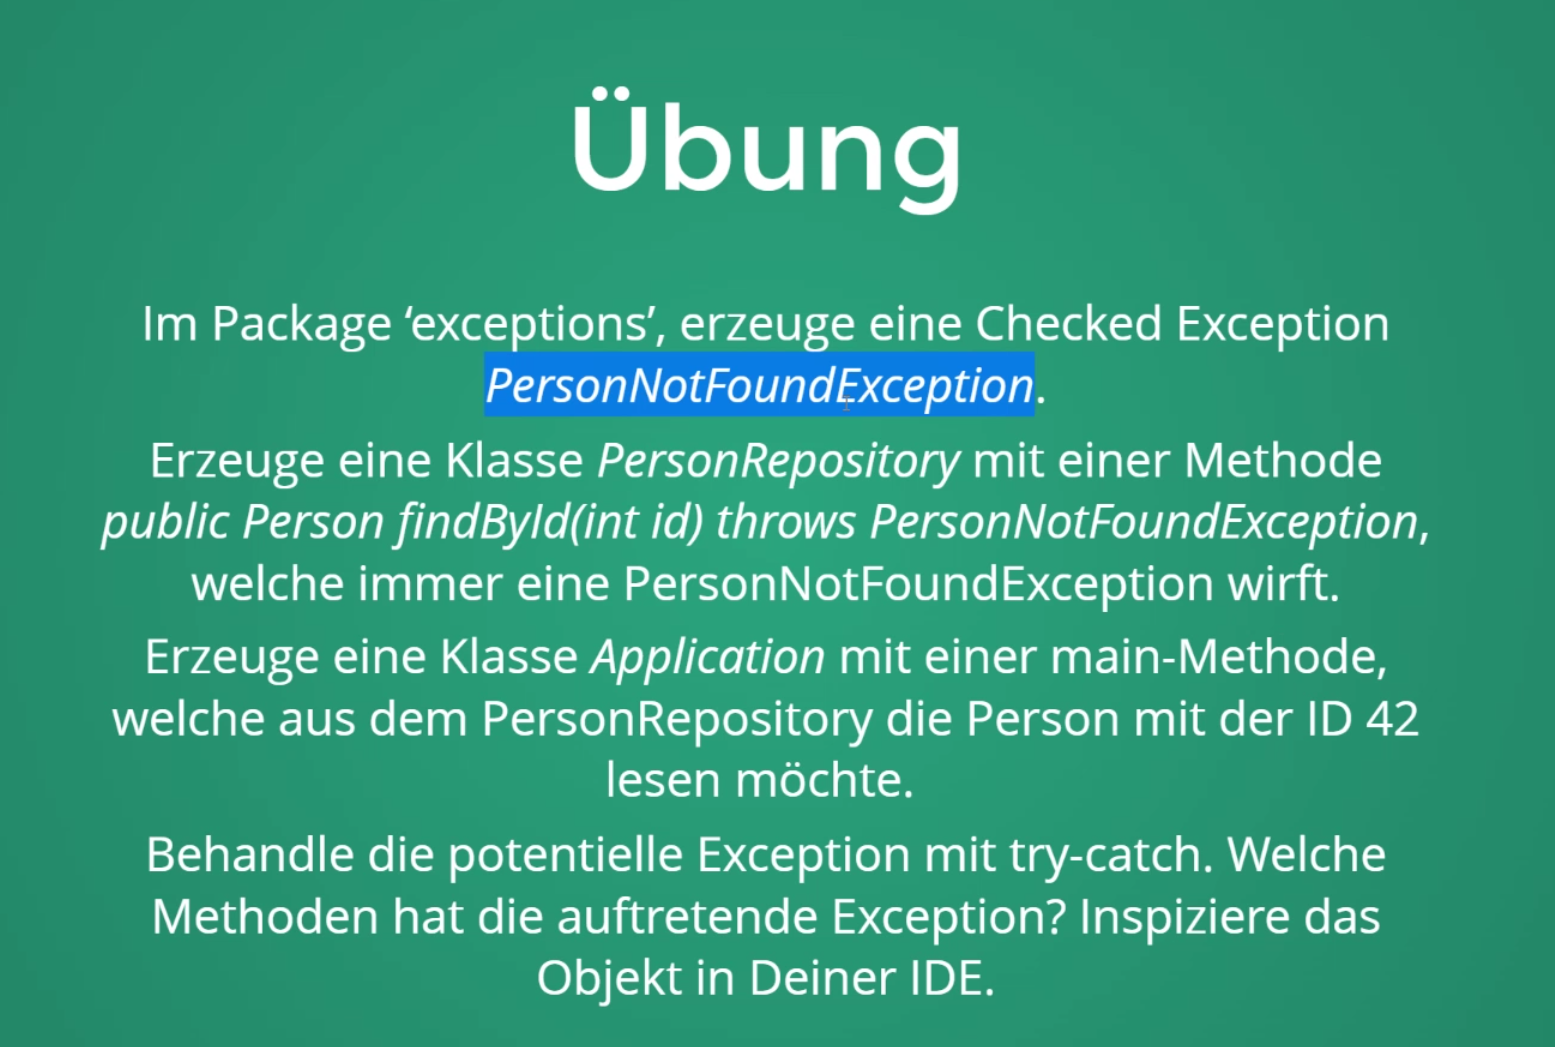 Übung
Im Package ‘exceptions’, erzeuge eine Checked Exception
PersonNotFoundException.
Erzeuge eine Klasse PersonRepository mit einer Methode
public Person findById(int id) throws PersonNotFoundException,
welche immer eine PersonNotFoundException wirft.
Erzeuge eine Klasse Application mit einer main-Methode,
welche aus dem PersonRepository die Person mit der ID 42
lesen möchte.
Behandle die potentielle Exception mit try-catch. Welche
Methoden hat die auftretende Exception? Inspiziere das
Objekt in Deiner IDE.